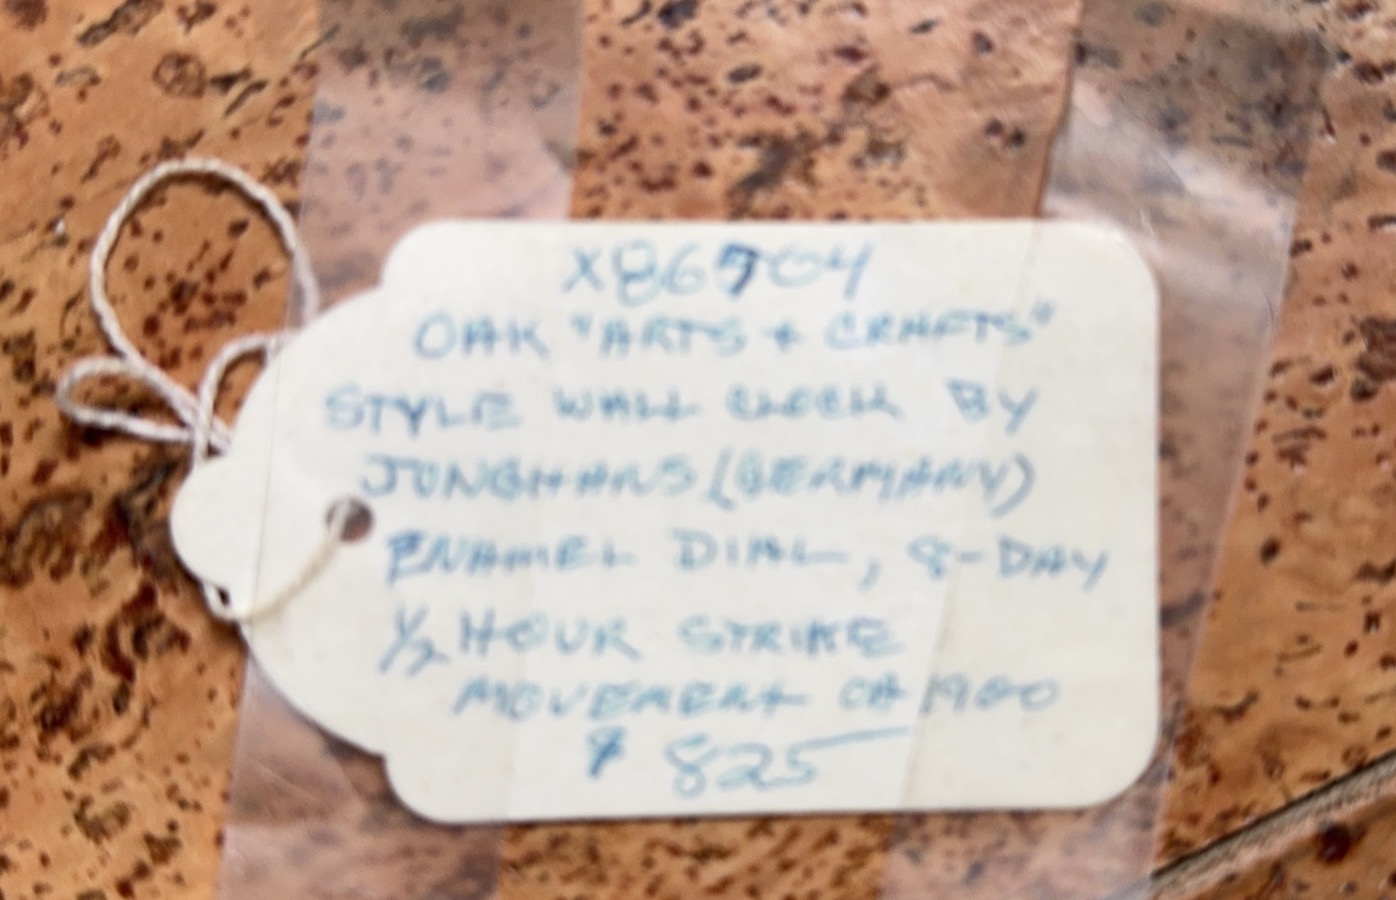 X86704
OAK "ARTS + CRAFTS"
STYLE WALL CLOCK BY
JUNGHANS (GERMANY)
ENAMEL DIAL, 8-DAY
1/2 HOUR STRIKE
MOVEMENT CA 1900
$ 825